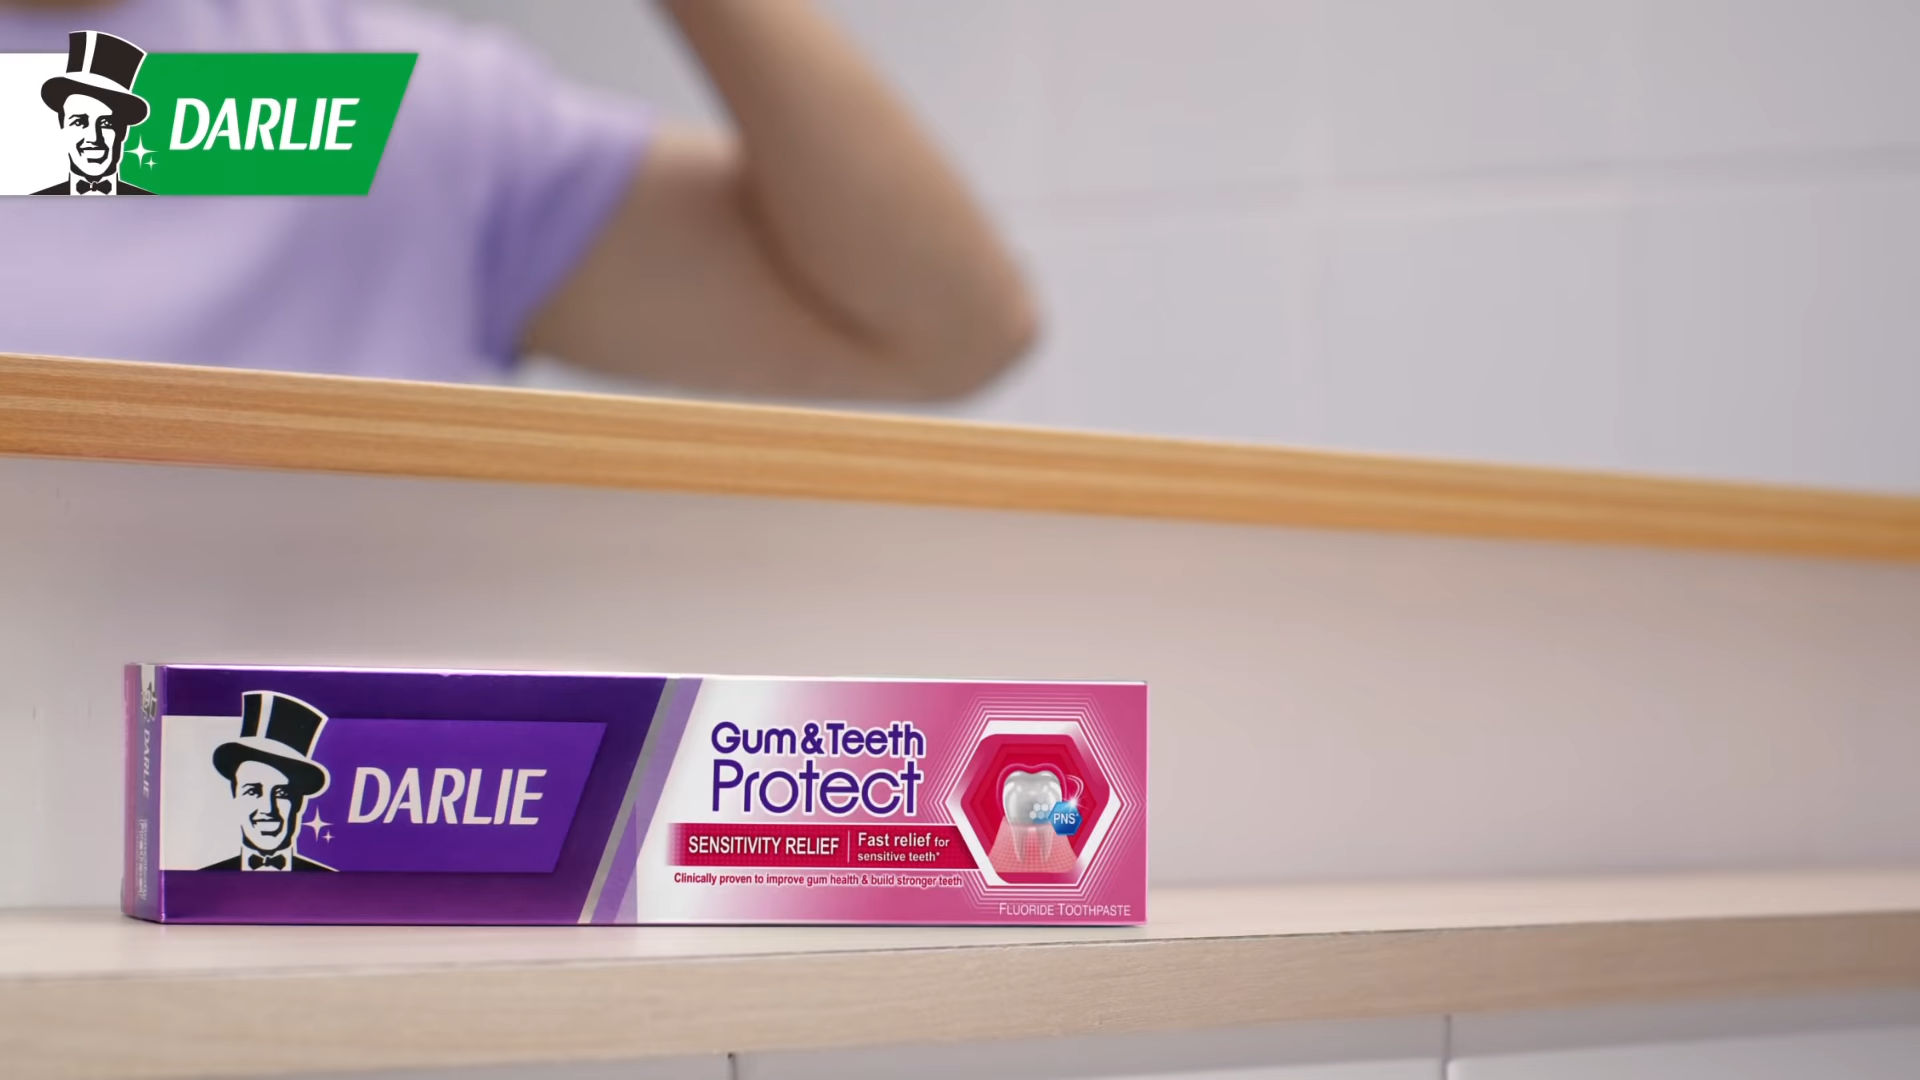 DARLIE
DARLIE
Gum & Teeth
Protect
SENSITIVITY RELIEF
Fast relief for
sensitive teeth*
Clinically proven to improve gum health & build stronger teeth
PNS*
FLUORIDE TOOTHPASTE
DARLIE